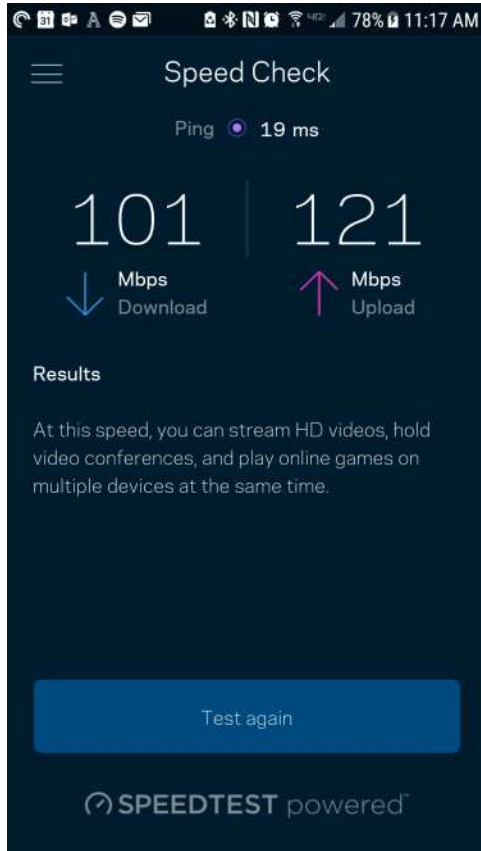 31 78% 11:17 AM
Speed Check
Ping 19 ms
101 121
Mbps Mbps
Download Upload
Results
At this speed, you can stream HD videos, hold
video conferences, and play online games on
multiple devices at the same time.
Test again
SPEEDTEST powered™